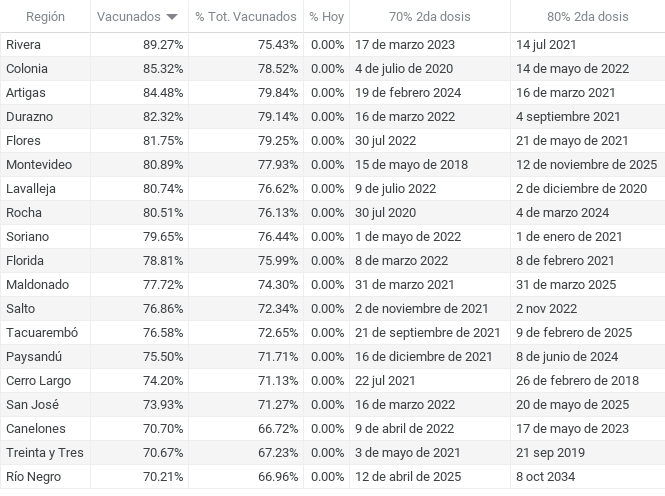 Región Vacunados % Tot. Vacunados % Hoy 70% 2da dosis 80% 2da dosis
Rivera 89.27% 75.43% 0.00% 17 de marzo 2023 14 jul 2021
Colonia 85.32% 78.52% 0.00% 4 de julio de 2020 14 de mayo de 2022
Artigas 84.48% 79.84% 0.00% 19 de febrero 2024 16 de marzo 2021
Durazno 82.32% 79.14% 0.00% 16 de marzo 2022 4 septiembre 2021
Flores 81.75% 79.25% 0.00% 30 jul 2022 21 de mayo de 2021
Montevideo 80.89% 77.93% 0.00% 15 de mayo de 2018 12 de noviembre de 2025
Lavalleja 80.74% 76.62% 0.00% 9 de julio 2022 2 de diciembre de 2020
Rocha 80.51% 76.13% 0.00% 30 jul 2020 4 de marzo 2024
Soriano 79.65% 76.44% 0.00% 1 de mayo de 2022 1 de enero de 2021
Florida 78.81% 75.99% 0.00% 8 de marzo 2022 8 de febrero 2021
Maldonado 77.72% 74.30% 0.00% 31 de marzo 2021 31 de marzo 2025
Salto 76.86% 72.34% 0.00% 2 de noviembre de 2021 2 nov 2022
Tacuarembó 76.58% 72.65% 0.00% 21 de septiembre de 2021 9 de febrero de 2025
Paysandú 75.50% 71.71% 0.00% 16 de diciembre de 2021 8 de junio de 2024
Cerro Largo 74.20% 71.13% 0.00% 22 jul 2021 26 de febrero de 2018
San José 73.93% 71.27% 0.00% 16 de marzo 2022 20 de mayo de 2025
Canelones 70.70% 66.72% 0.00% 9 de abril de 2022 17 de mayo de 2023
Treinta y Tres 70.67% 67.23% 0.00% 3 de mayo de 2021 21 sep 2019
Río Negro 70.21% 66.96% 0.00% 12 de abril de 2025 8 oct 2034